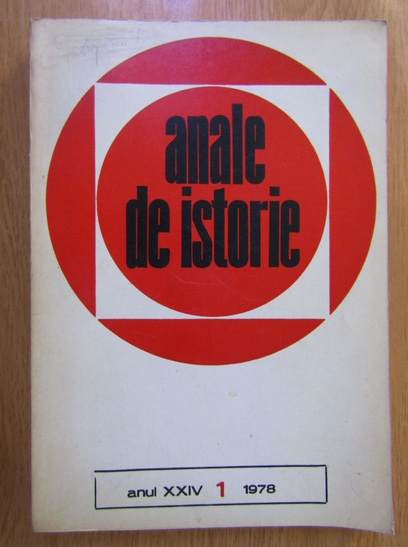 anale
de istorie
anul XXIV 1 1978